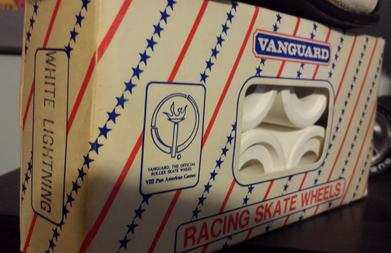 WHITE LIGHTNING
VANGUARD
VANGUARD, THE OFFICIAL
ROLLER SKATE WHEEL
VIII Pan American Games
RACING SKATE WHEELS